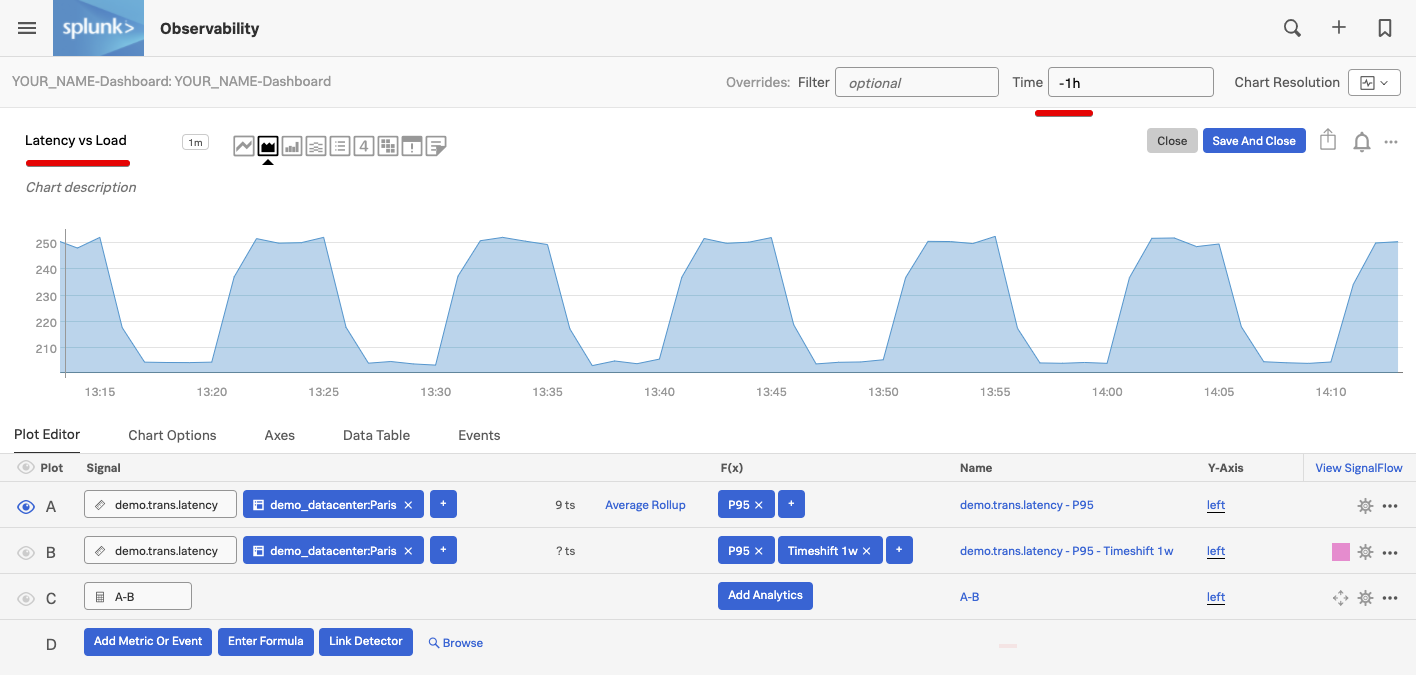 splunk> Observability
YOUR_NAME-Dashboard: YOUR_NAME-Dashboard Overrides: Filter optional Time -1h Chart Resolution
Latency vs Load 1m 4 Close Save And Close
Chart description
250
240
230
220
210
13:15 13:20 13:25 13:30 13:35 13:40 13:45 13:50 13:55 14:00 14:05 14:10
Plot Editor Chart Options Axes Data Table Events
Plot Signal F(x) Name Y-Axis View SignalFlow
A demo.trans.latency demo_datacenter:Paris × + 9 ts Average Rollup P95 × + demo.trans.latency - P95 left
B demo.trans.latency demo_datacenter:Paris × + ? ts P95 × Timeshift 1w × + demo.trans.latency - P95 - Timeshift 1w left
C A-B Add Analytics A-B left
D Add Metric Or Event Enter Formula Link Detector Browse